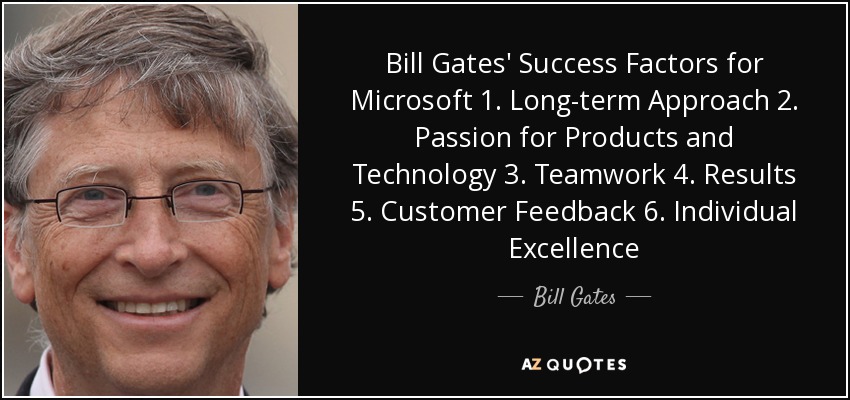 Bill Gates' Success Factors for
Microsoft 1. Long-term Approach 2.
Passion for Products and
Technology 3. Teamwork 4. Results
5. Customer Feedback 6. Individual
Excellence
Bill Gates
AZ QUOTES